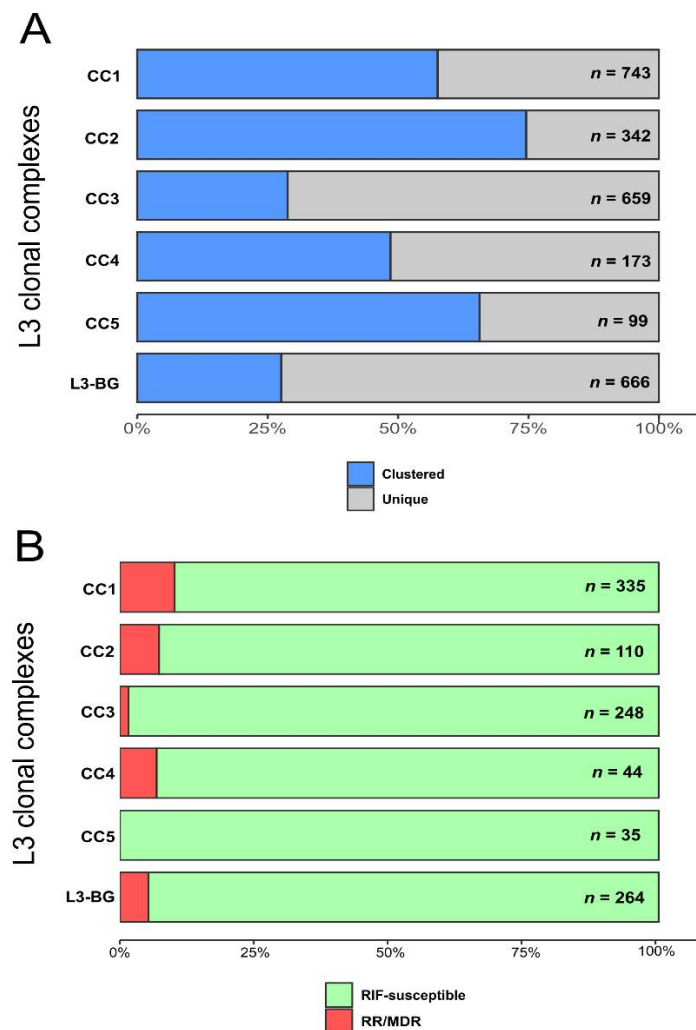 A
L3 clonal complexes
CC1
n = 743
CC2
n = 342
CC3
n = 659
CC4
n = 173
CC5
n = 99
L3-BG
n = 666
0% 25% 50% 75% 100%
Clustered
Unique
B
L3 clonal complexes
CC1
n = 335
CC2
n = 110
CC3
n = 248
CC4
n = 44
CC5
n = 35
L3-BG
n = 264
0% 25% 50% 75% 100%
RIF-susceptible
RR/MDR